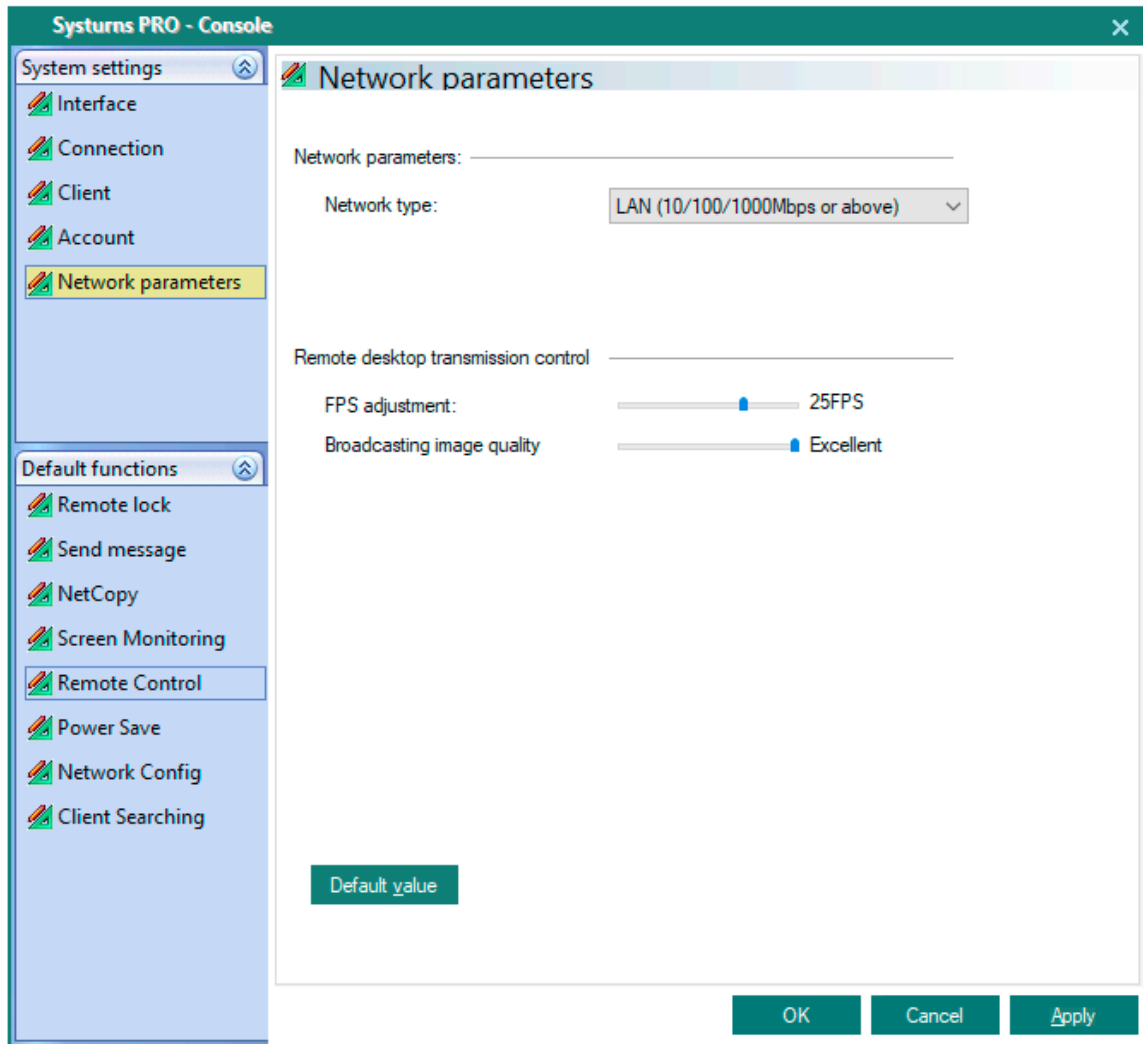 Systurns PRO - Console
System settings
Interface
Connection
Client
Account
Network parameters
Default functions
Remote lock
Send message
NetCopy
Screen Monitoring
Remote Control
Power Save
Network Config
Client Searching
Network parameters
Network parameters:
Network type: LAN (10/100/1000Mbps or above)
Remote desktop transmission control
FPS adjustment: 25FPS
Broadcasting image quality Excellent
Default value
OK Cancel Apply